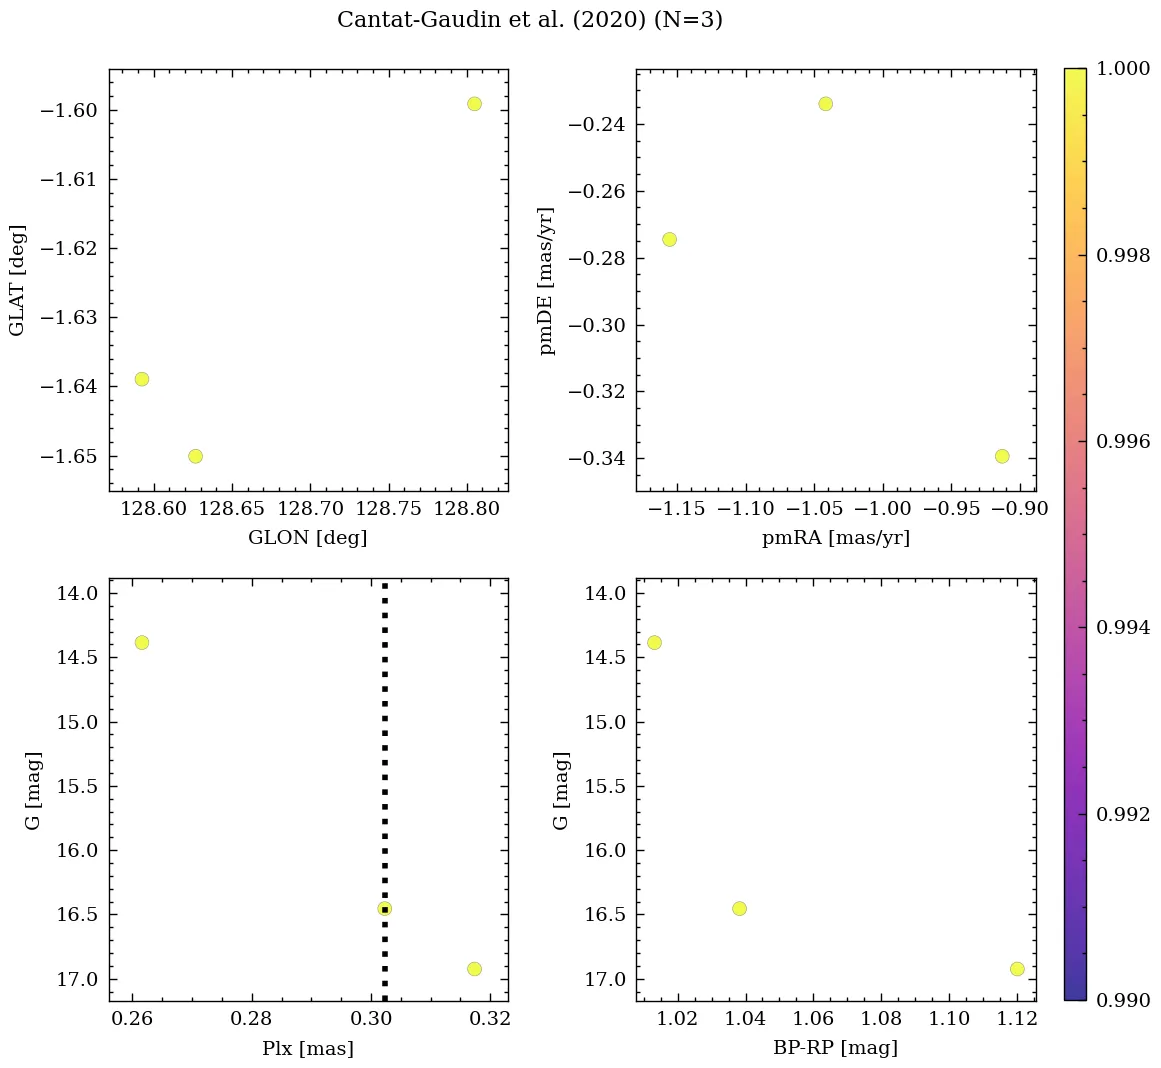 Cantat-Gaudin et al. (2020) (N=3)
−1.60
−1.61
−1.62
−1.63
−1.64
−1.65
GLAT [deg]
128.60 128.65 128.70 128.75 128.80
GLON [deg]
−0.24
−0.26
−0.28
−0.30
−0.32
−0.34
pmDE [mas/yr]
−1.15 −1.10 −1.05 −1.00 −0.95 −0.90
pmRA [mas/yr]
1.000
0.998
0.996
0.994
0.992
0.990
14.0
14.5
15.0
15.5
16.0
16.5
17.0
G [mag]
0.26 0.28 0.30 0.32
Plx [mas]
14.0
14.5
15.0
15.5
16.0
16.5
17.0
G [mag]
1.02 1.04 1.06 1.08 1.10 1.12
BP-RP [mag]